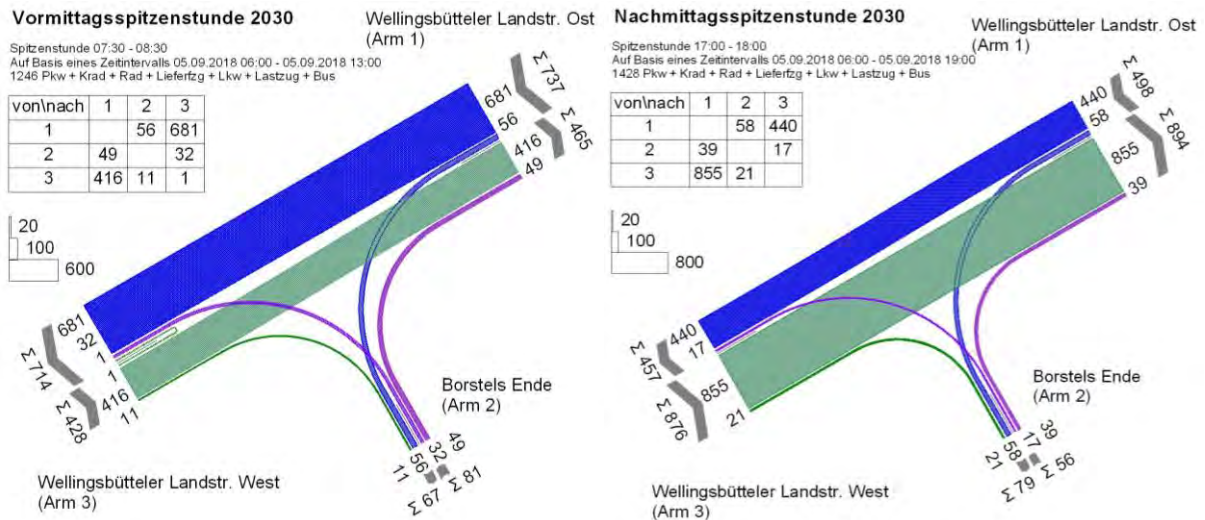 Vormittagsspitzenstunde 2030
Spitzenstunde 07:30 - 08:30
Auf Basis eines Zeitintervalls 05.09.2018 06:00 - 05.09.2018 13:00
1246 Pkw + Krad + Rad + Lieferfzg + Lkw + Lastzug + Bus
von\nach 1 2 3
1 56 681
2 49 32
3 416 11 1
20
100
600
Wellingsbütteler Landstr. Ost
(Arm 1)
Σ 737
681
56
Σ 465
416
49
681
32
1
Σ 714
1
416
11
Σ 428
Borstels Ende
(Arm 2)
49
32
56
11
Σ 81
Σ 67
Wellingsbütteler Landstr. West
(Arm 3)
Nachmittagsspitzenstunde 2030
Spitzenstunde 17:00 - 18:00
Auf Basis eines Zeitintervalls 05.09.2018 06:00 - 05.09.2018 19:00
1428 Pkw + Krad + Rad + Lieferfzg + Lkw + Lastzug + Bus
von\nach 1 2 3
1 58 440
2 39 17
3 855 21
20
100
800
Wellingsbütteler Landstr. Ost
(Arm 1)
Σ 498
440
58
Σ 894
855
39
440
17
Σ 457
855
21
Σ 876
Borstels Ende
(Arm 2)
39
17
58
21
Σ 56
Σ 79
Wellingsbütteler Landstr. West
(Arm 3)